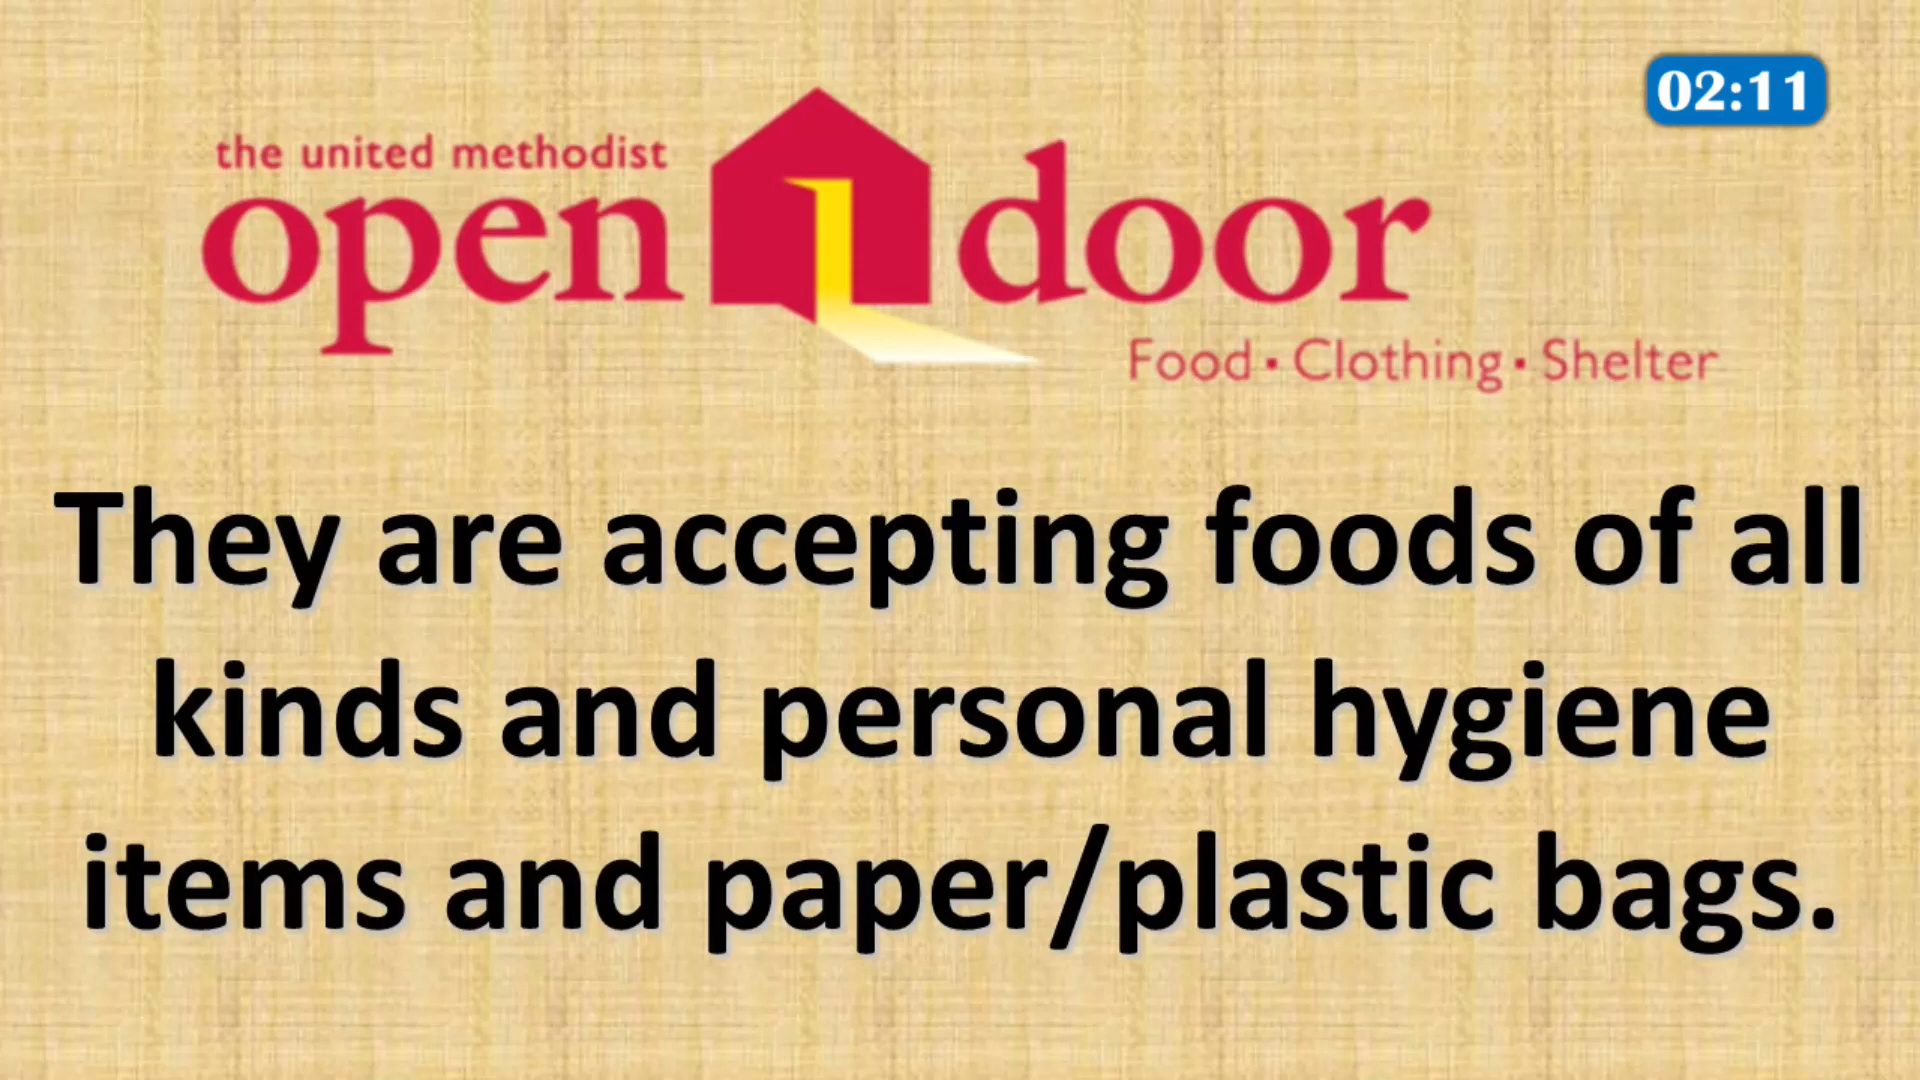 02:11
the united methodist
open door
Food · Clothing · Shelter
They are accepting foods of all
kinds and personal hygiene
items and paper/plastic bags.